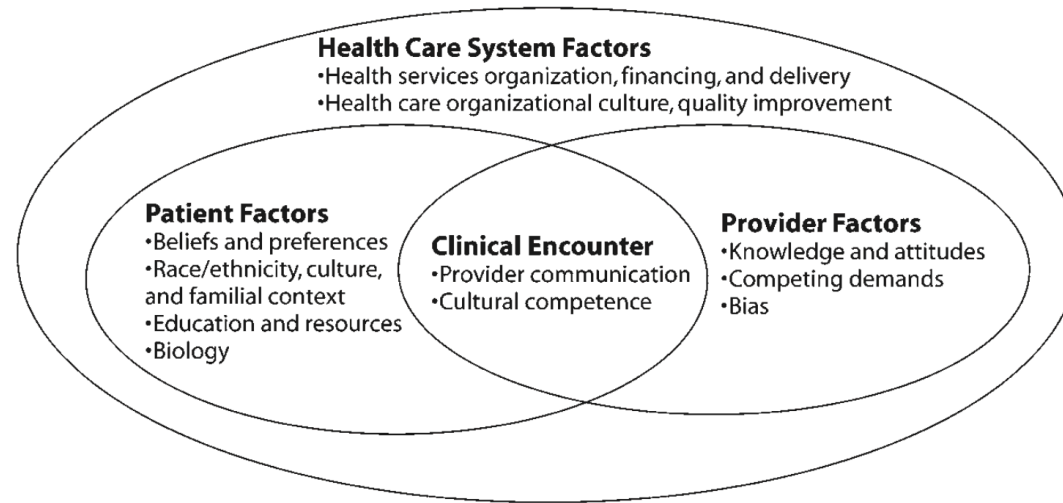 Health Care System Factors
•Health services organization, financing, and delivery
•Health care organizational culture, quality improvement
Patient Factors
•Beliefs and preferences
•Race/ethnicity, culture,
and familial context
•Education and resources
•Biology
Clinical Encounter
•Provider communication
•Cultural competence
Provider Factors
•Knowledge and attitudes
•Competing demands
•Bias